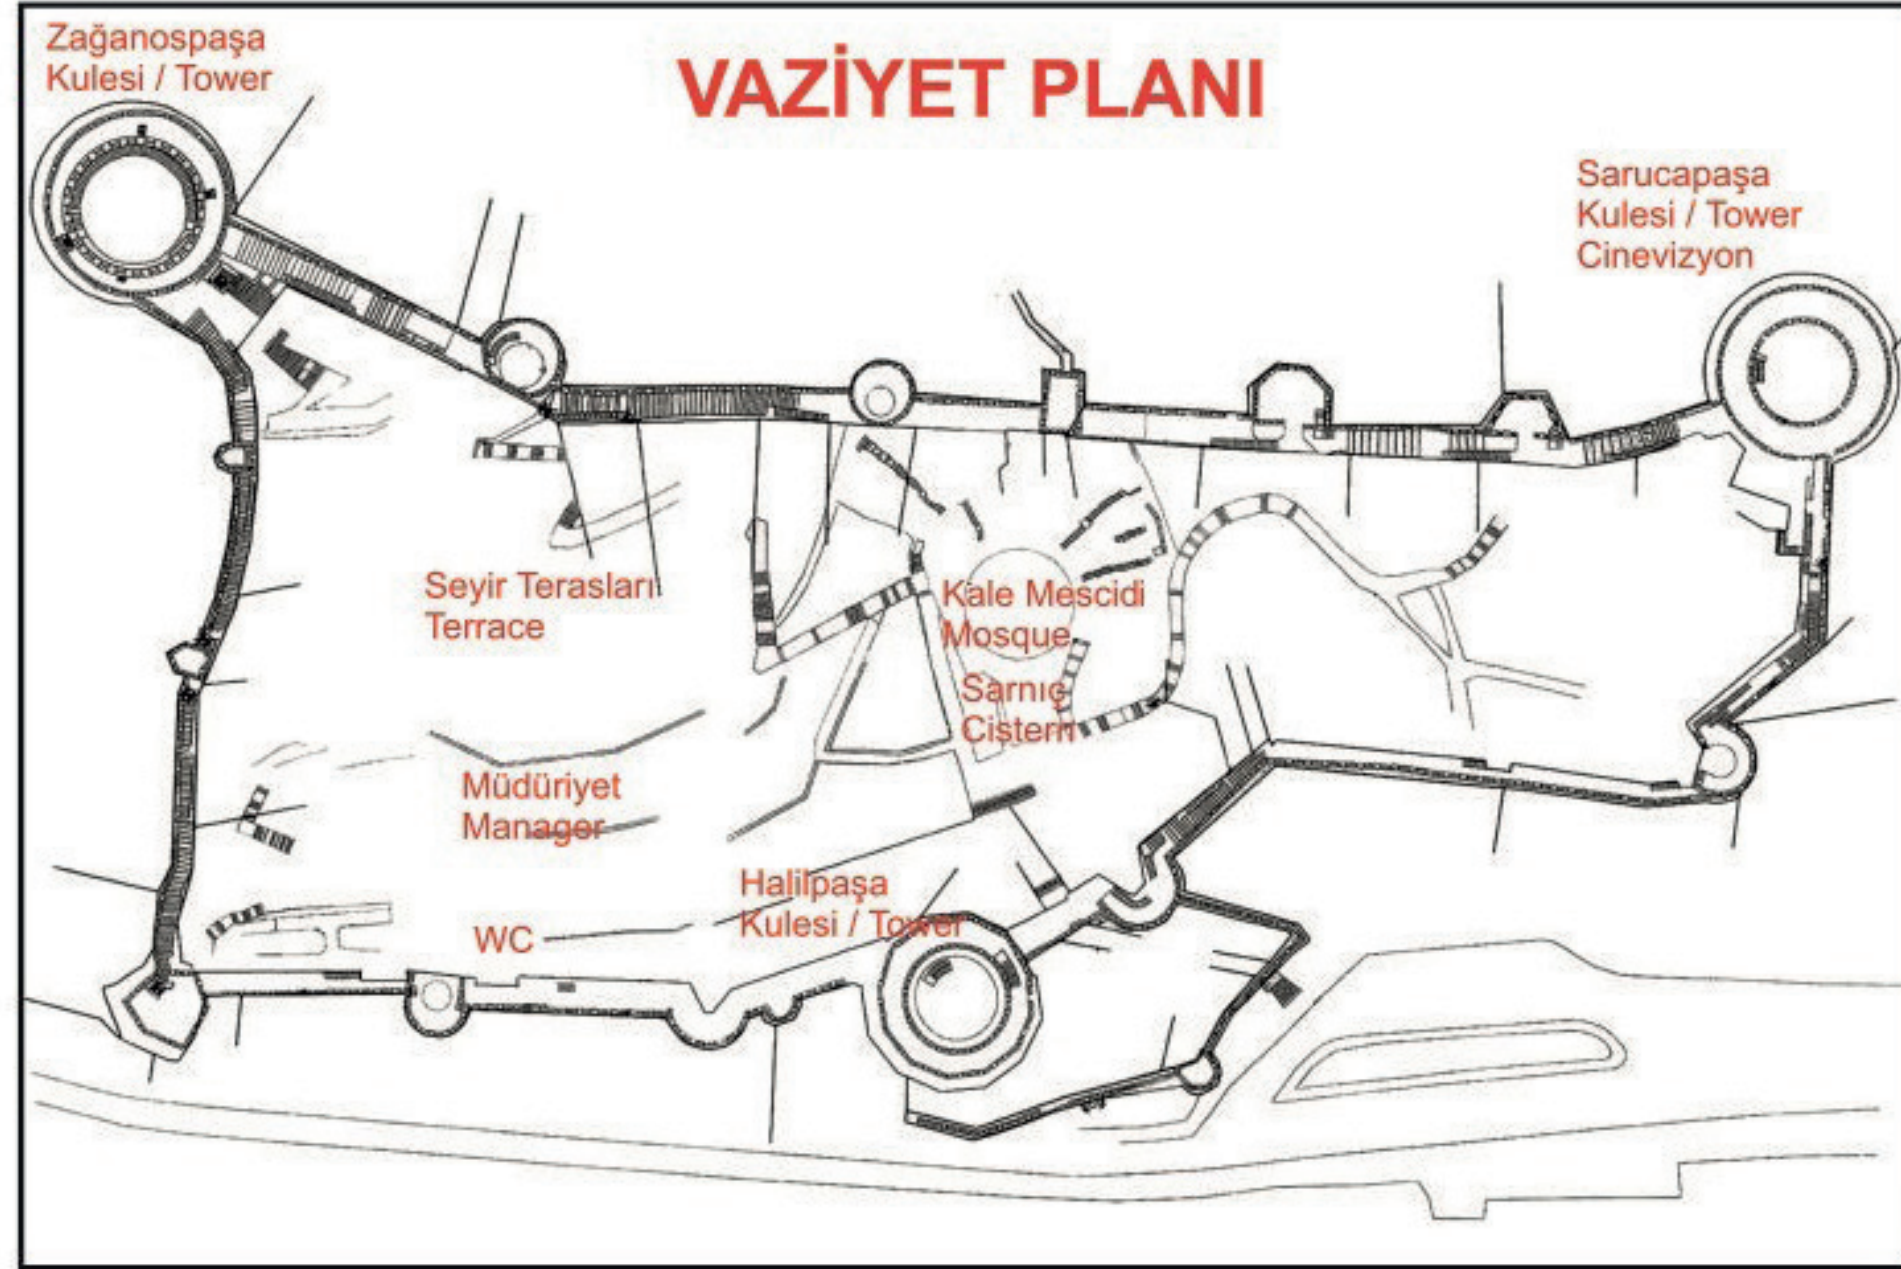 Zağanospaşa
Kulesi / Tower
VAZİYET PLANI
Sarucapaşa
Kulesi / Tower
Cinevizyon
Seyir Terasları
Terrace
Kale Mescidi
Mosque
Sarnıç
Cistern
Müdüriyet
Manager
Halilpaşa
Kulesi / Tower
WC